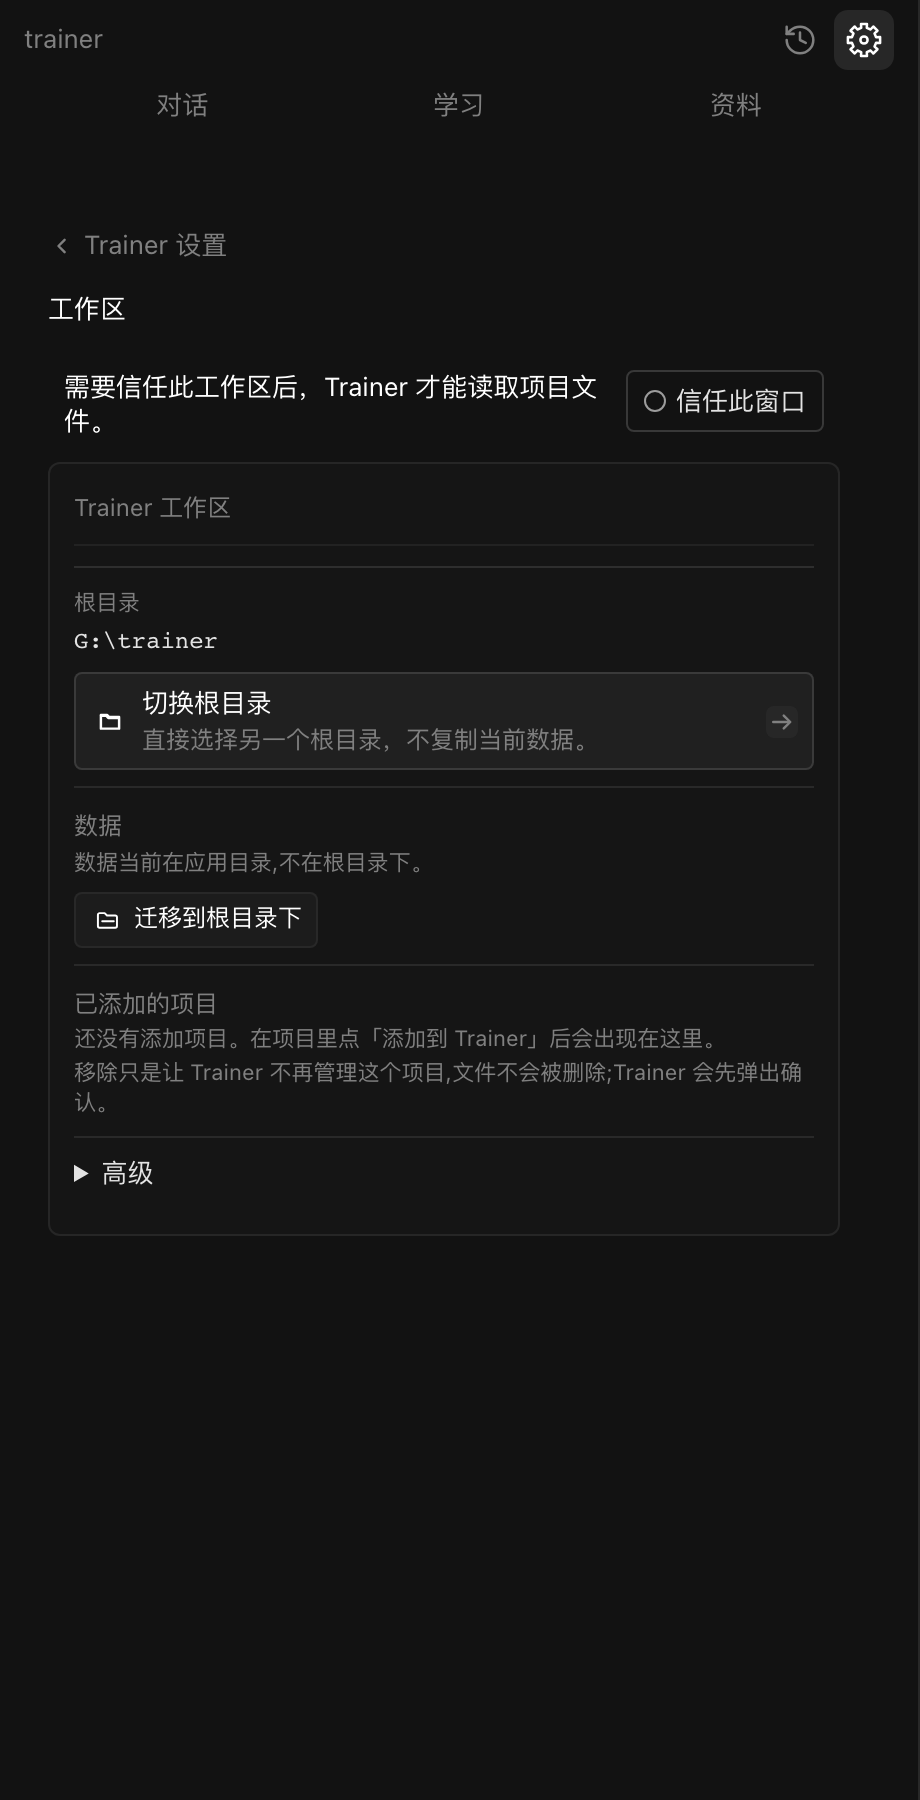 trainer
对话
学习
资料
Trainer 设置
工作区
需要信任此工作区后，Trainer 才能读取项目文
件。
信任此窗口
Trainer 工作区
根目录
G:\trainer
切换根目录
直接选择另一个根目录，不复制当前数据。
数据
数据当前在应用目录,不在根目录下。
迁移到根目录下
已添加的项目
还没有添加项目。在项目里点「添加到 Trainer」后会出现在这里。
移除只是让 Trainer 不再管理这个项目,文件不会被删除;Trainer 会先弹出确
认。
高级